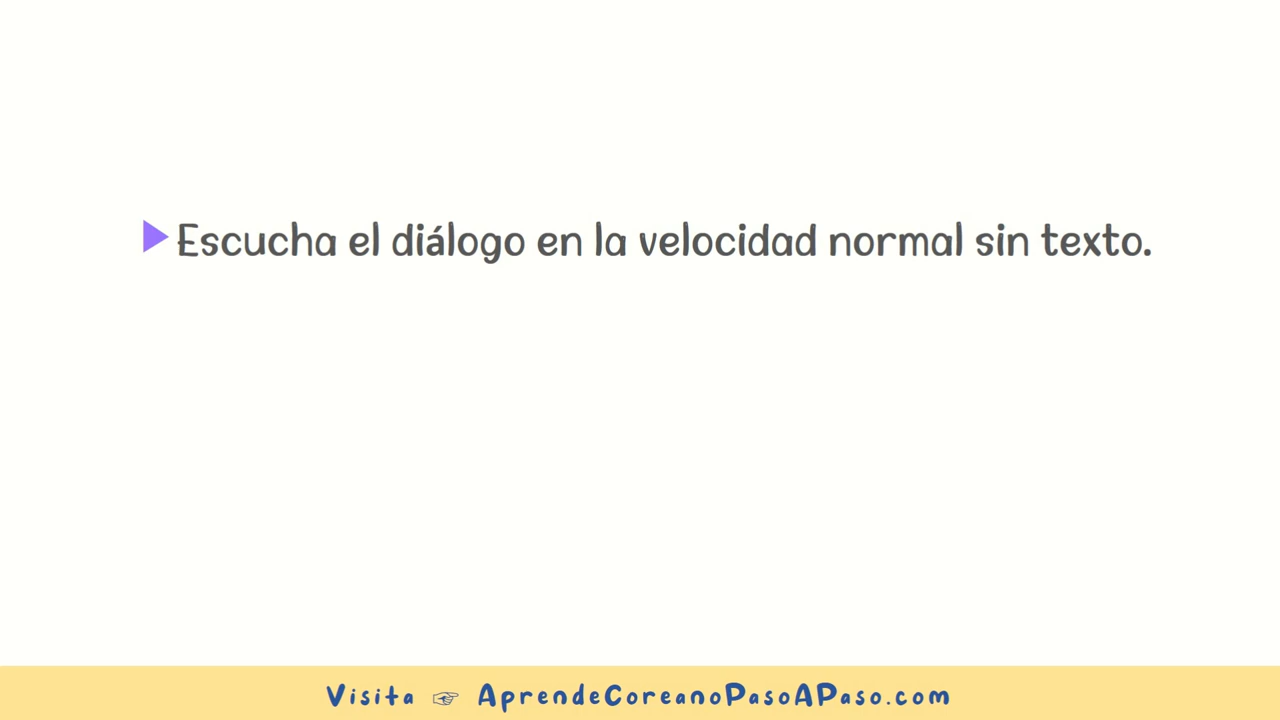 ▶Escucha el diálogo en la velocidad normal sin texto.
Visita ☞ AprendeCoreanoPasoAPaso.com